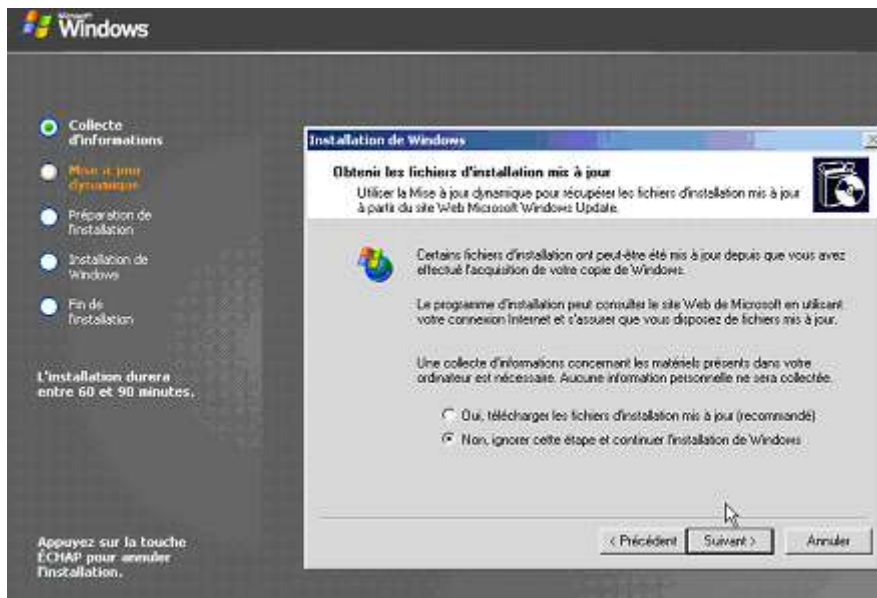 Microsoft
Windows
Collecte
d'informations
Mise à jour
dynamique
Préparation de
l'installation
Installation de
Windows
Fin de
l'installation
L'installation durera
entre 60 et 90 minutes.
Appuyez sur la touche
ÉCHAP pour annuler
l'installation.
Installation de Windows
Obtenir les fichiers d'installation mis à jour
Utiliser la Mise à jour dynamique pour récupérer les fichiers d'installation mis à jour
à partir du site Web Microsoft Windows Update.
Certains fichiers d'installation ont peut-être été mis à jour depuis que vous avez
effectué l'acquisition de votre copie de Windows.
Le programme d'installation peut consulter le site Web de Microsoft en utilisant
votre connexion Internet et s'assurer que vous disposez de fichiers mis à jour.
Une collecte d'informations concernant les matériels présents dans votre
ordinateur est nécessaire. Aucune information personnelle ne sera collectée.
Oui, télécharger les fichiers d'installation mis à jour (recommandé)
Non, ignorer cette étape et continuer l'installation de Windows
< Précédent Suivant > Annuler